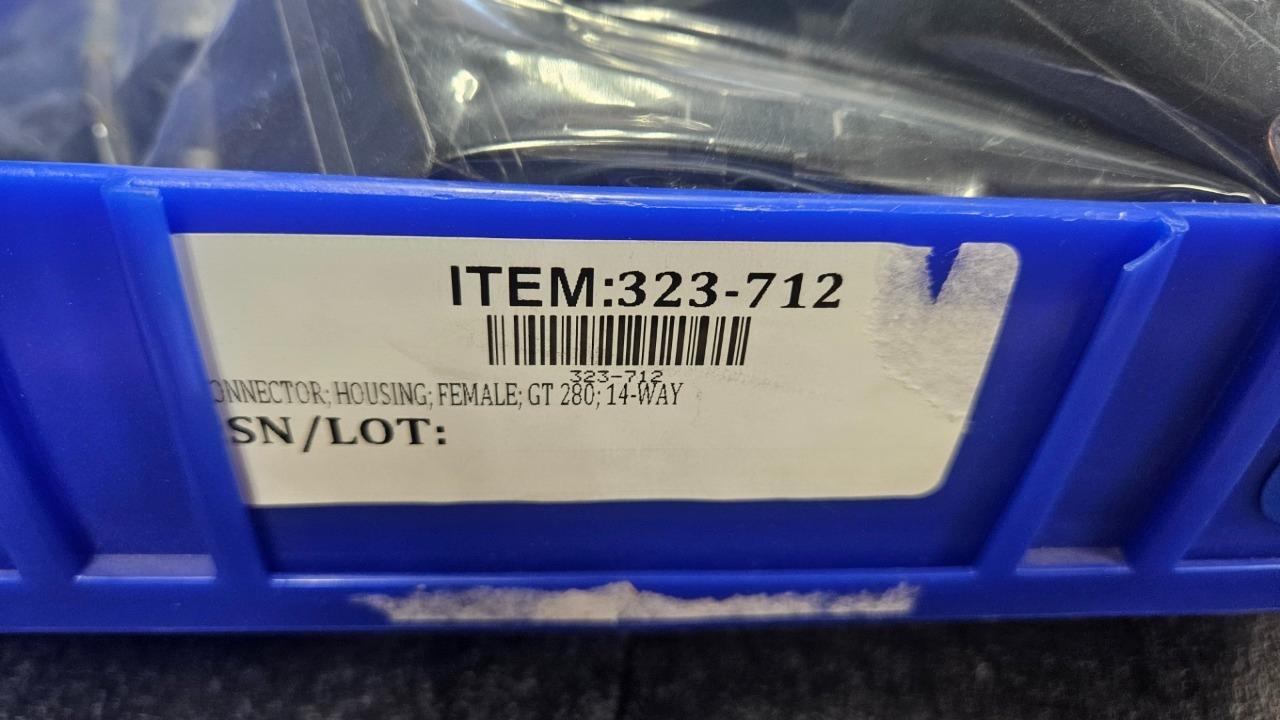 ITEM:323-712
323-712
ONNECTOR; HOUSING; FEMALE; GT 280; 14-WAY
SN/LOT: